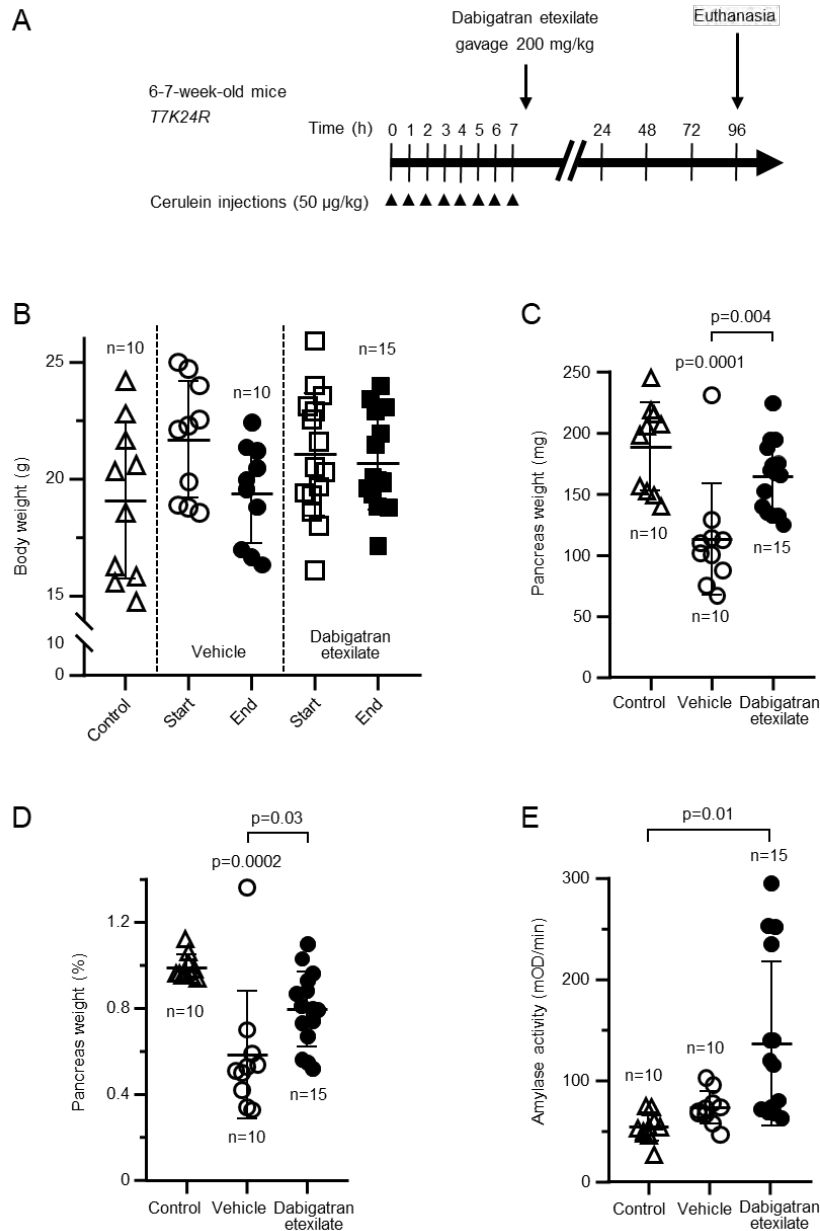 A
Dabigatran etexilate
gavage 200 mg/kg
Euthanasia
6-7-week-old mice
T7K24R
Time (h) 0 1 2 3 4 5 6 7 24 48 72 96
Cerulein injections (50 µg/kg)
B
n=10
n=10
n=15
25
20
15
10
0
Body weight (g)
Vehicle
Dabigatran
etexilate
Control
Start
End
Start
End
C
p=0.004
p=0.0001
250
200
150
100
50
0
Pancreas weight (mg)
n=10
n=10
n=15
Control Vehicle Dabigatran
etexilate
D
p=0.03
p=0.0002
1.2
0.8
0.4
0
Pancreas weight (%)
n=10
n=10
n=15
Control Vehicle Dabigatran
etexilate
E
p=0.01
n=15
300
200
100
50
0
Amylase activity (mOD/min)
n=10
n=10
Control Vehicle Dabigatran
etexilate